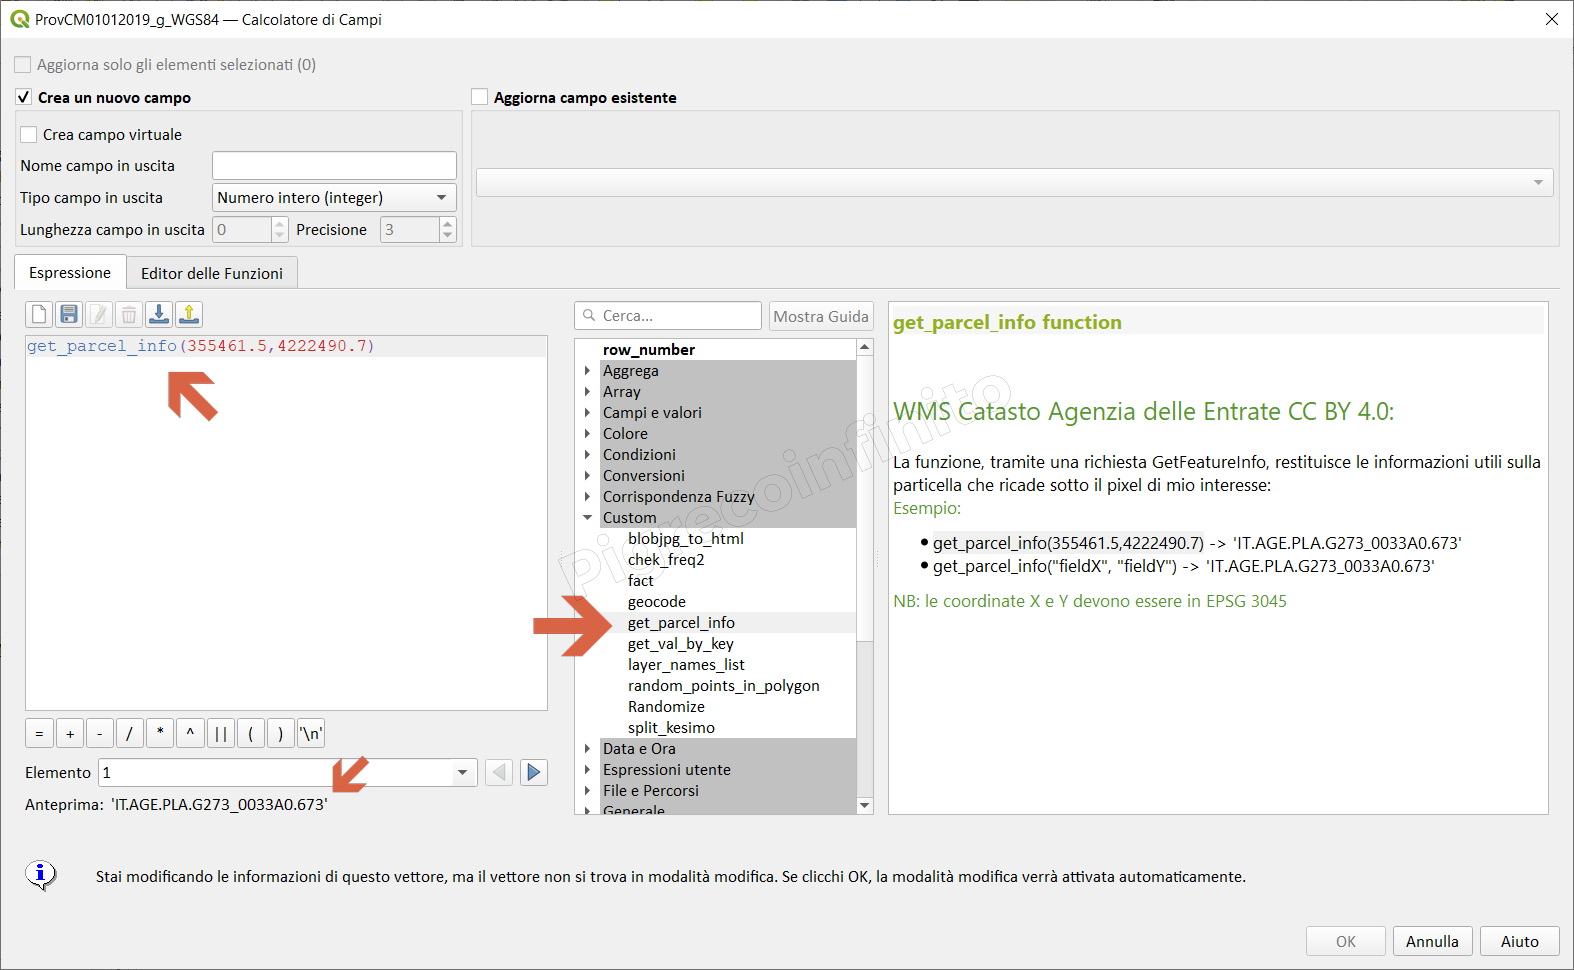 ProvCM01012019_g_WGS84 — Calcolatore di Campi
Aggiorna solo gli elementi selezionati (0)
Crea un nuovo campo
Aggiorna campo esistente
Crea campo virtuale
Nome campo in uscita
Tipo campo in uscita
Numero intero (integer)
Lunghezza campo in uscita
0
Precisione
3
Espressione
Editor delle Funzioni
get_parcel_info(355461.5,4222490.7)
=
+
-
/
*
^
||
(
)
'\n'
Elemento
1
Anteprima: 'IT.AGE.PLA.G273_0033A0.673'
Cerca...
Mostra Guida
row_number
Aggrega
Array
Campi e valori
Colore
Condizioni
Conversioni
Corrispondenza Fuzzy
Custom
blobjpg_to_html
chek_freq2
fact
geocode
get_parcel_info
get_val_by_key
layer_names_list
random_points_in_polygon
Randomize
split_kesimo
Data e Ora
Espressioni utente
File e Percorsi
Generale
get_parcel_info function
WMS Catasto Agenzia delle Entrate CC BY 4.0:
La funzione, tramite una richiesta GetFeatureInfo, restituisce le informazioni utili sulla
particella che ricade sotto il pixel di mio interesse:
Esempio:
get_parcel_info(355461.5,4222490.7) -> 'IT.AGE.PLA.G273_0033A0.673'
get_parcel_info("fieldX", "fieldY") -> 'IT.AGE.PLA.G273_0033A0.673'
NB: le coordinate X e Y devono essere in EPSG 3045
Pigrecoinfinito
Stai modificando le informazioni di questo vettore, ma il vettore non si trova in modalità modifica. Se clicchi OK, la modalità modifica verrà attivata automaticamente.
OK
Annulla
Aiuto